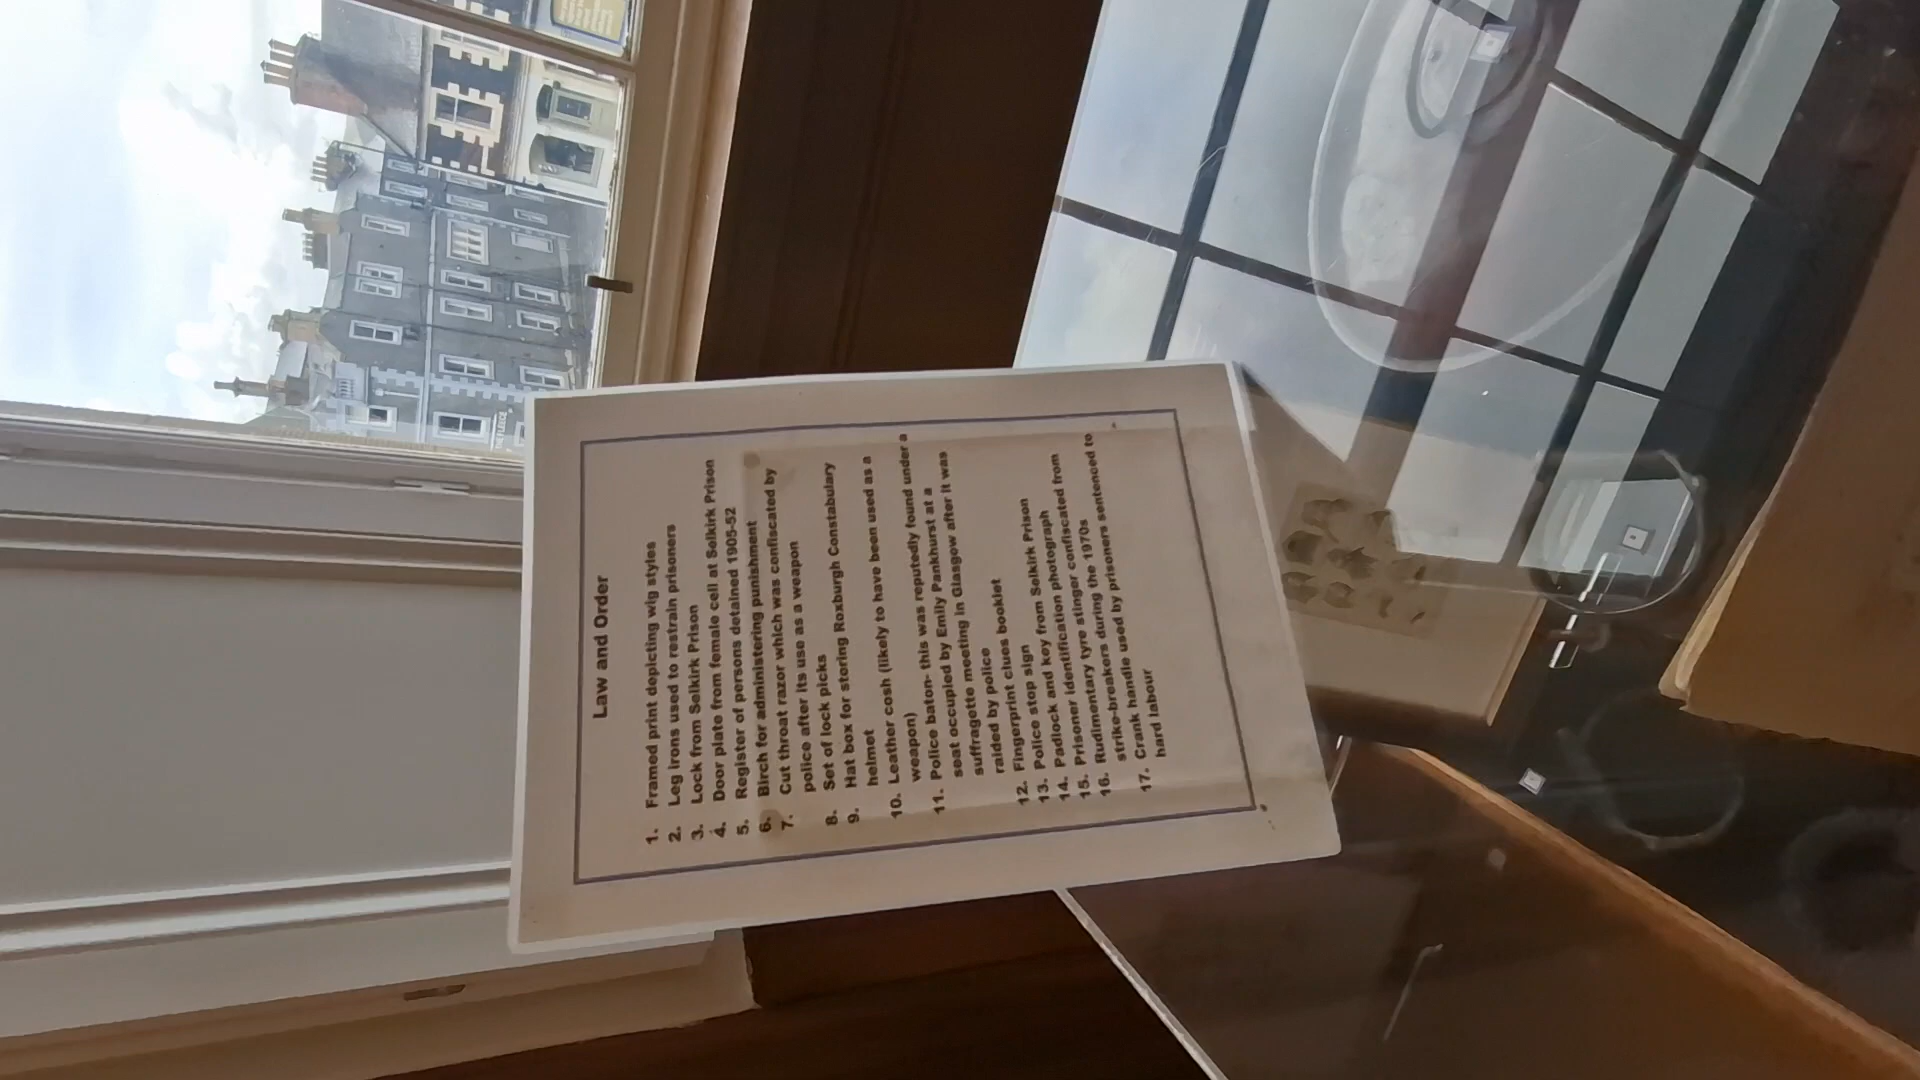 Law and Order
1. Framed print depicting wig styles
2. Leg irons used to restrain prisoners
3. Lock from Selkirk Prison
4. Door plate from female cell at Selkirk Prison
5. Register of persons detained 1905-52
6. Birch for administering punishment
7. Cut throat razor which was confiscated by
police after its use as a weapon
8. Set of lock picks
9. Hat box for storing Roxburgh Constabulary
helmet
10. Leather cosh (likely to have been used as a
weapon)
11. Police baton- this was reputedly found under a
seat occupied by Emily Pankhurst at a
suffragette meeting in Glasgow after it was
raided by police
12. Fingerprint clues booklet
13. Police stop sign
14. Padlock and key from Selkirk Prison
15. Prisoner identification photograph
16. Rudimentary tyre stinger confiscated from
strike-breakers during the 1970s
17. Crank handle used by prisoners sentenced to
hard labour